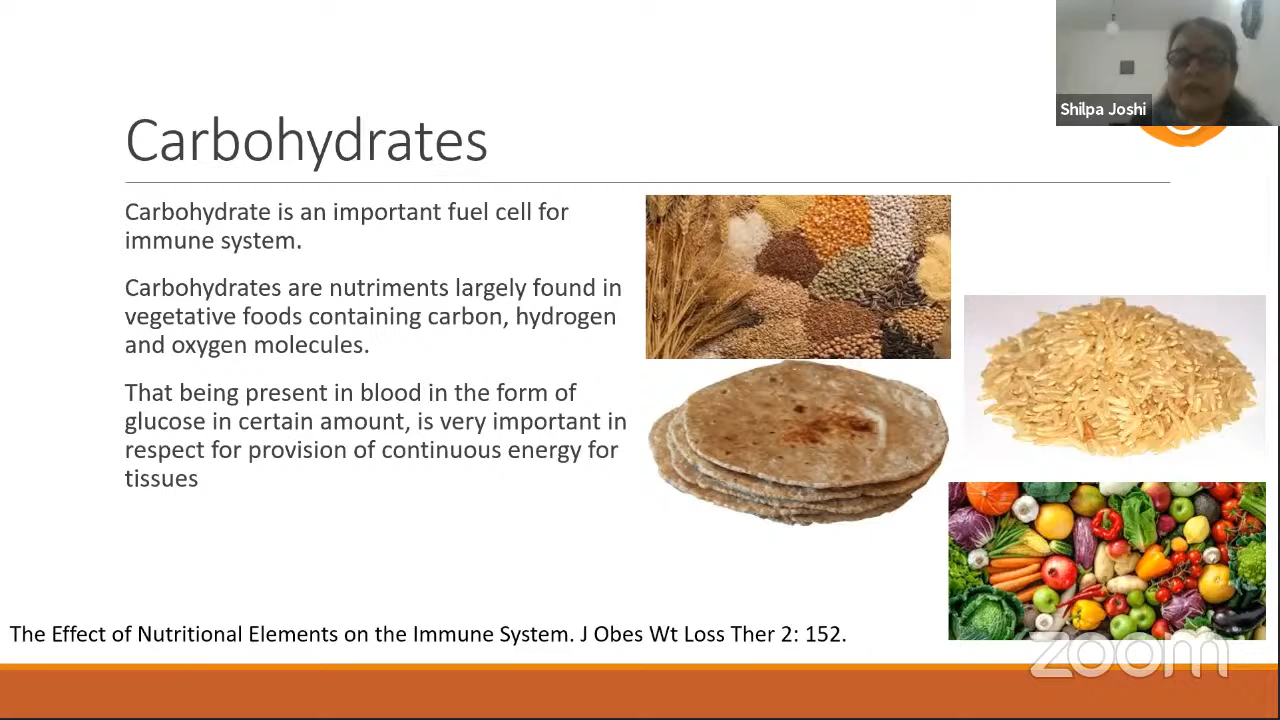 Shilpa Joshi
Carbohydrates
Carbohydrate is an important fuel cell for
immune system.
Carbohydrates are nutriments largely found in
vegetative foods containing carbon, hydrogen
and oxygen molecules.
That being present in blood in the form of
glucose in certain amount, is very important in
respect for provision of continuous energy for
tissues
The Effect of Nutritional Elements on the Immune System. J Obes Wt Loss Ther 2: 152.
zoom